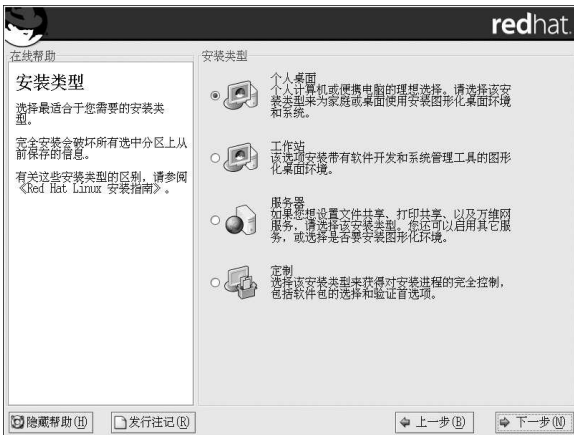 redhat.
在线帮助
安装类型
选择最适合于您需要的安装类
型。
完全安装会破坏所有选中分区上从
前保存的信息。
有关这些安装类型的区别，请参阅
《Red Hat Linux 安装指南》。
安装类型
个人桌面
个人计算机或便携电脑的理想选择。请选择该安
装类型来为家庭或桌面使用安装图形化桌面环境
和系统。
工作站
该选项安装带有软件开发和系统管理工具的图形
化桌面环境。
服务器
如果您想设置文件共享、打印共享、以及万维网
服务，请选择该安装类型。您还可以启用其它服
务，或选择是否要安装图形化环境。
定制
选择该安装类型来获得对安装进程的完全控制，
包括软件包的选择和验证首选项。
隐藏帮助(H) 发行注记(R) 上一步(B) 下一步(N)